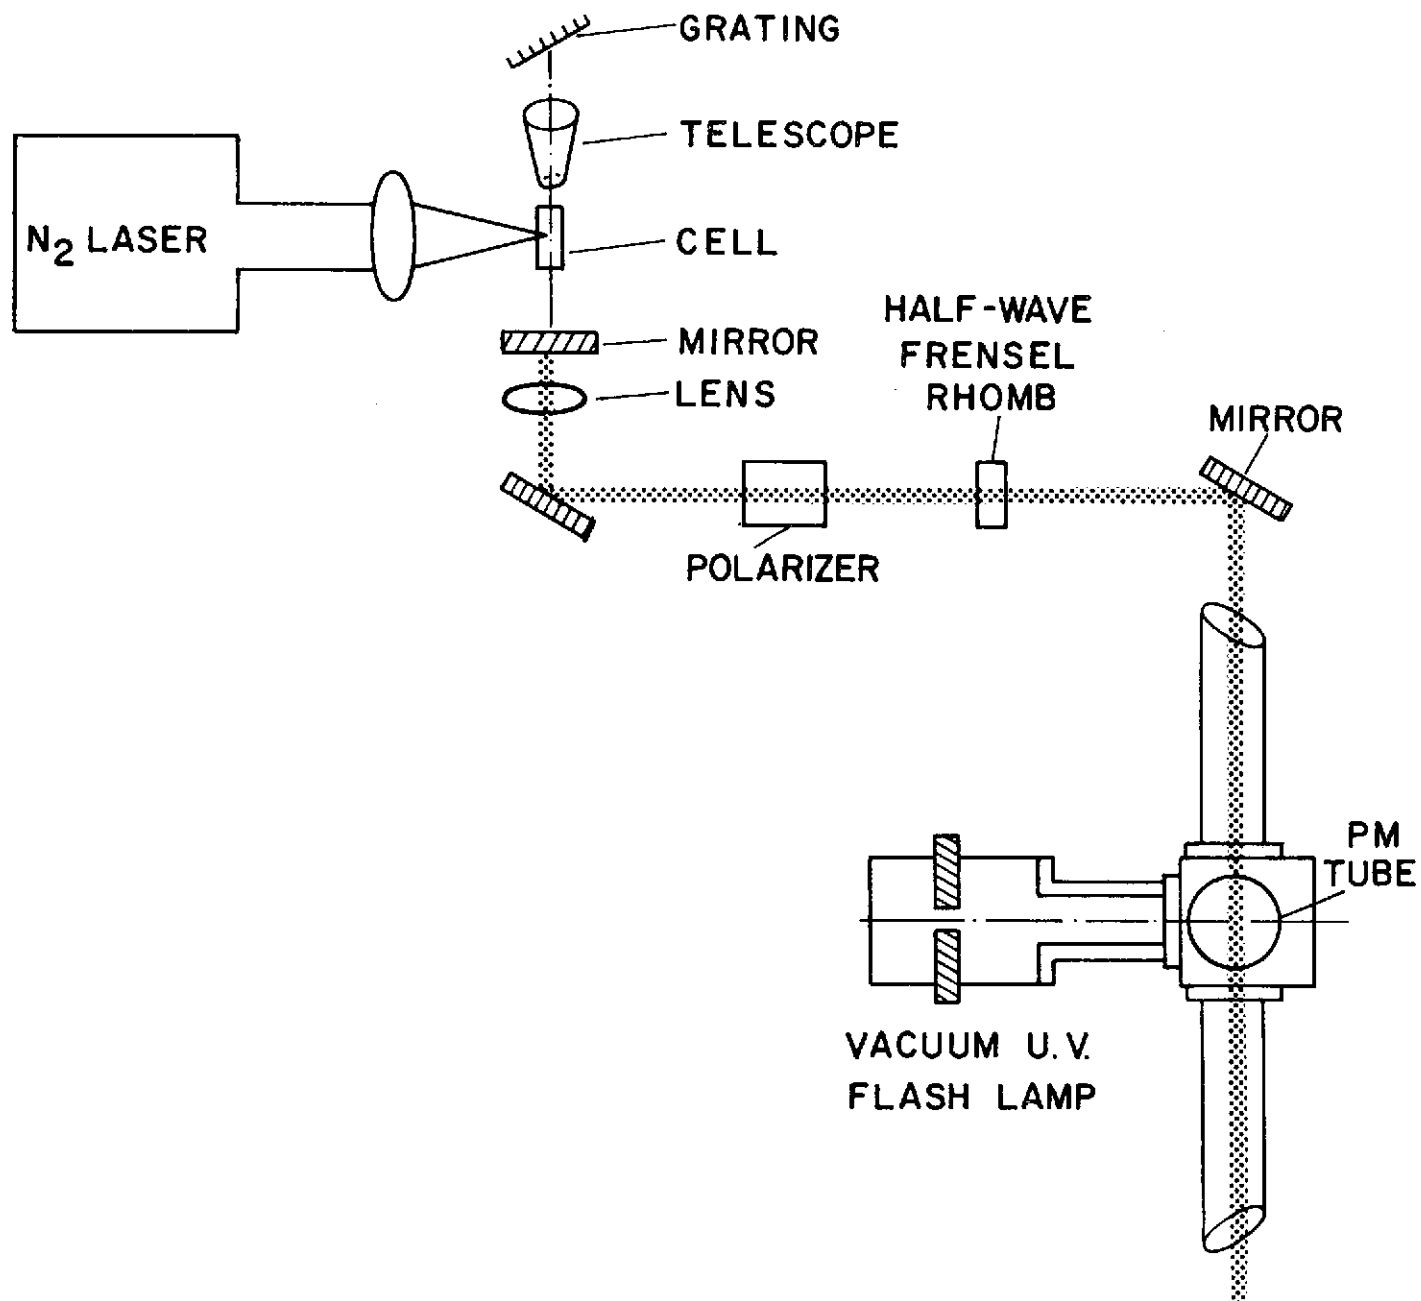 GRATING
TELESCOPE
N2 LASER
CELL
MIRROR
LENS
HALF-WAVE
FRENSEL
RHOMB
MIRROR
POLARIZER
PM
TUBE
VACUUM U.V.
FLASH LAMP